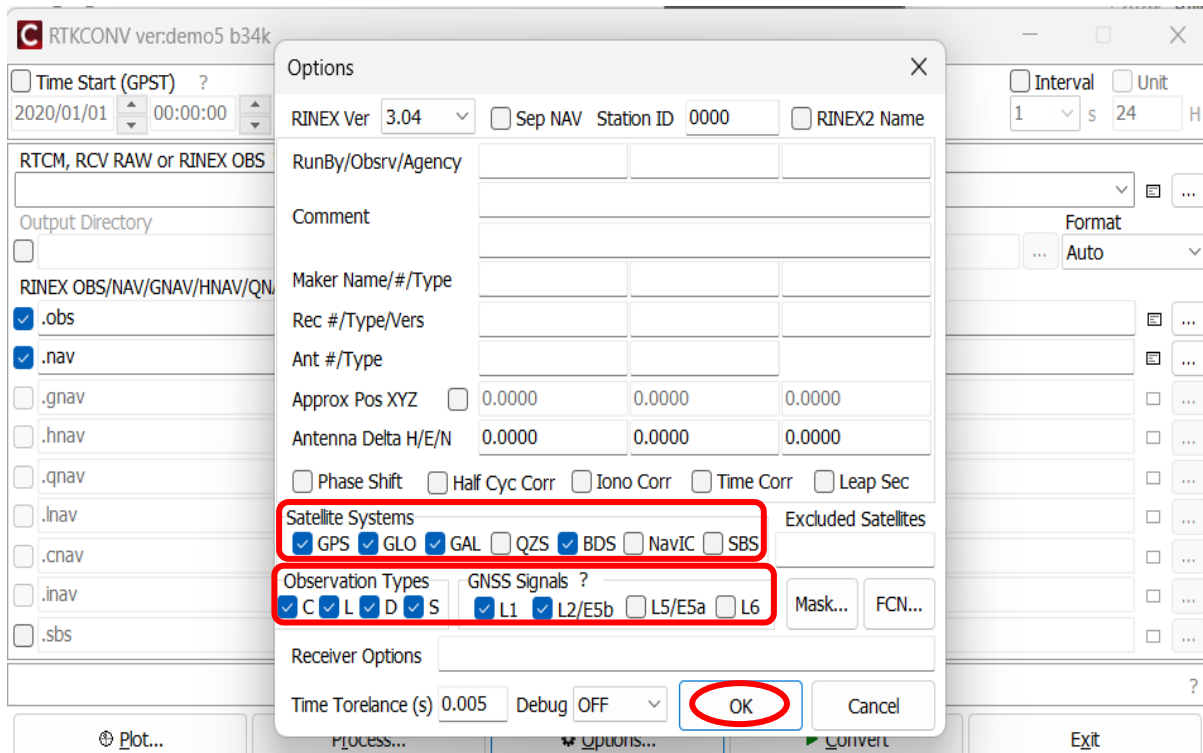 RTKCONV ver:demo5 b34k
Options
Time Start (GPST) ?
Interval Unit
2020/01/01 00:00:00
1 s 24 H
RINEX Ver 3.04 Sep NAV Station ID 0000 RINEX2 Name
RTCM, RCV RAW or RINEX OBS
RunBy/Obsrv/Agency
...
Output Directory
Comment
Format
... Auto
RINEX OBS/NAV/GNAV/HNAV/QN
Maker Name/#/Type
.obs
Rec #/Type/Vers
...
.nav
Ant #/Type
...
.gnav
Approx Pos XYZ 0.0000 0.0000 0.0000
...
.hnav
Antenna Delta H/E/N 0.0000 0.0000 0.0000
...
.qnav
Phase Shift Half Cyc Corr Iono Corr Time Corr Leap Sec
...
.lnav
Satellite Systems Excluded Satellites
...
GPS GLO GAL QZS BDS NavIC SBS
.cnav
...
Observation Types GNSS Signals ?
.inav
C L D S L1 L2/E5b L5/E5a L6 Mask... FCN...
...
.sbs
...
Receiver Options
?
Time Torelance (s) 0.005 Debug OFF OK Cancel
Plot... Process... Options... Convert Exit